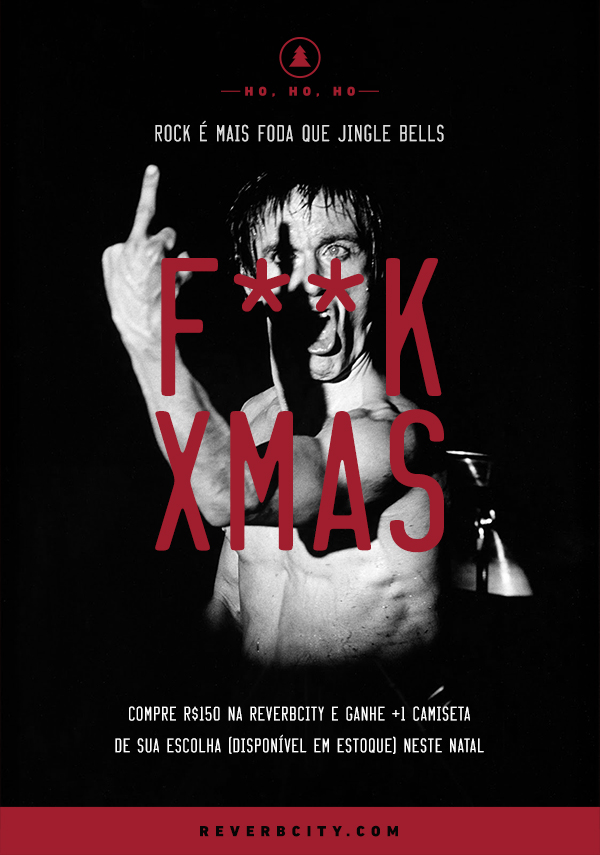 HO, HO, HO
ROCK É MAIS FODA QUE JINGLE BELLS
F**K
XMAS
COMPRE R$150 NA REVERBCITY E GANHE +1 CAMISETA
DE SUA ESCOLHA (DISPONÍVEL EM ESTOQUE) NESTE NATAL
REVERBCITY.COM